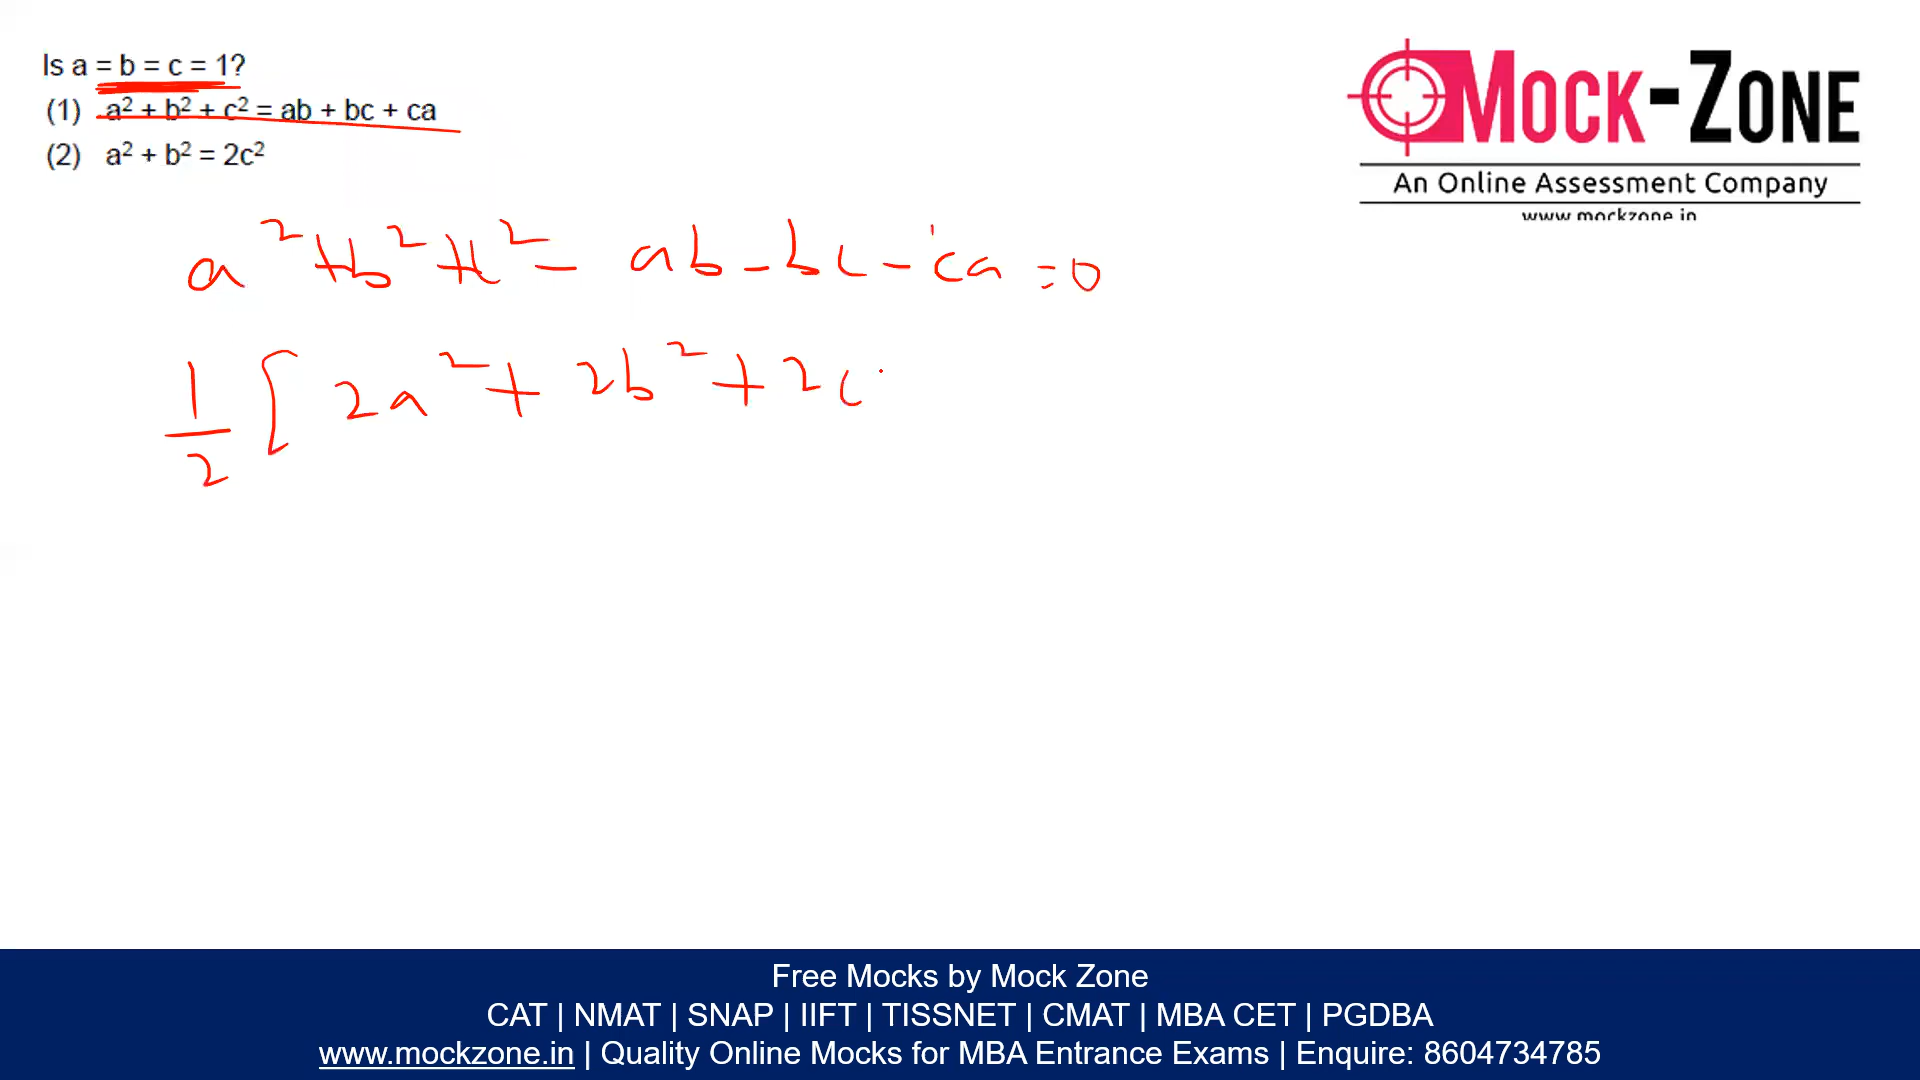 Is a = b = c = 1?
(1) a² + b² + c² = ab + bc + ca
(2) a² + b² = 2c²
MOCK-ZONE
An Online Assessment Company
www.mockzone.in
a² + b² + c² - ab - bc - ca = 0
1/2 [ 2a² + 2b² + 2c
Free Mocks by Mock Zone
CAT | NMAT | SNAP | IIFT | TISSNET | CMAT | MBA CET | PGDBA
www.mockzone.in | Quality Online Mocks for MBA Entrance Exams | Enquire: 8604734785